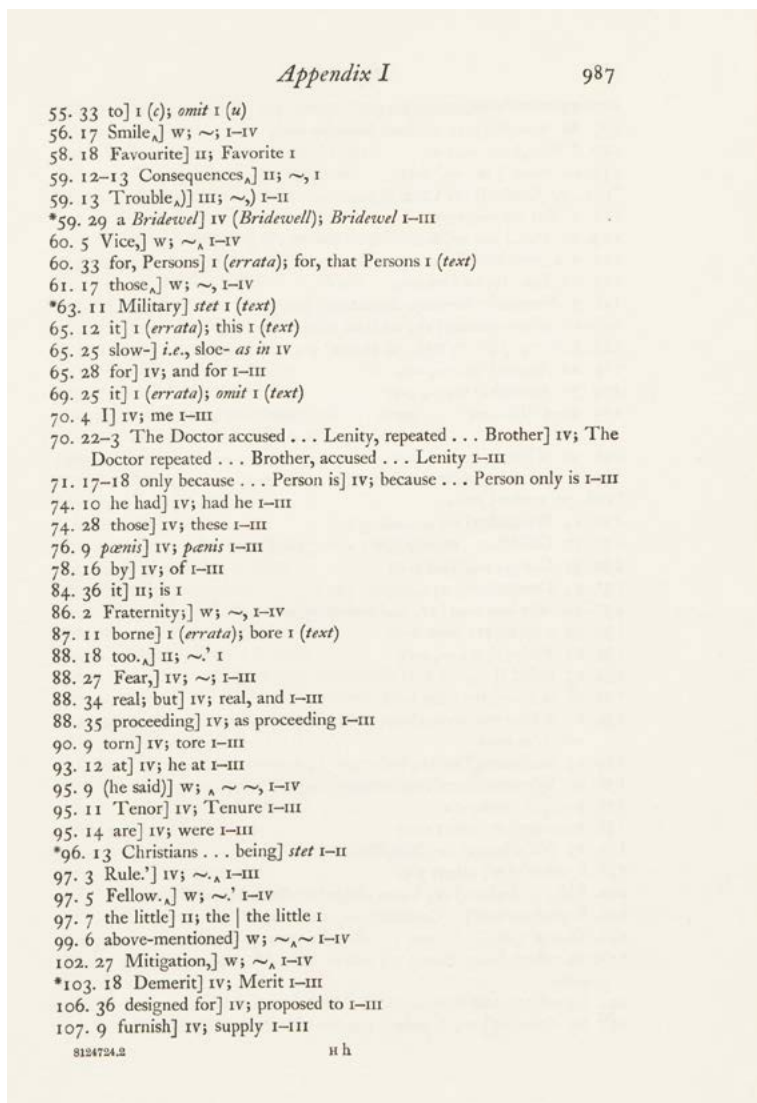 Appendix I 987
55. 33 to] I (c); omit I (u)
56. 17 Smile‸] W; ~; I–IV
58. 18 Favourite] II; Favorite I
59. 12–13 Consequences‸] II; ~, I
59. 13 Trouble‸)] III; ~,) I–II
*59. 29 a Bridewel] IV (Bridewell); Bridewel I–III
60. 5 Vice,] W; ~‸ I–IV
60. 33 for, Persons] I (errata); for, that Persons I (text)
61. 17 those‸] W; ~, I–IV
*63. 11 Military] stet I (text)
65. 12 it] I (errata); this I (text)
65. 25 slow-] i.e., sloe- as in IV
65. 28 for] IV; and for I–III
69. 25 it] I (errata); omit I (text)
70. 4 I] IV; me I–III
70. 22–3 The Doctor accused . . . Lenity, repeated . . . Brother] IV; The
Doctor repeated . . . Brother, accused . . . Lenity I–III
71. 17–18 only because . . . Person is] IV; because . . . Person only is I–III
74. 10 he had] IV; had he I–III
74. 28 those] IV; these I–III
76. 9 pœnis] IV; pænis I–III
78. 16 by] IV; of I–III
84. 36 it] II; is I
86. 2 Fraternity;] W; ~, I–IV
87. 11 borne] I (errata); bore I (text)
88. 18 too.‸] II; ~.’ I
88. 27 Fear,] IV; ~; I–III
88. 34 real; but] IV; real, and I–III
88. 35 proceeding] IV; as proceeding I–III
90. 9 torn] IV; tore I–III
93. 12 at] IV; he at I–III
95. 9 (he said)] W; ‸ ~ ~, I–IV
95. 11 Tenor] IV; Tenure I–III
95. 14 are] IV; were I–III
*96. 13 Christians . . . being] stet I–II
97. 3 Rule.’] IV; ~.‸ I–III
97. 5 Fellow.‸] W; ~.’ I–IV
97. 7 the little] II; the | the little I
99. 6 above-mentioned] W; ~‸~ I–IV
102. 27 Mitigation,] W; ~‸ I–IV
*103. 18 Demerit] IV; Merit I–III
106. 36 designed for] IV; proposed to I–III
107. 9 furnish] IV; supply I–III
8124724.2 H h